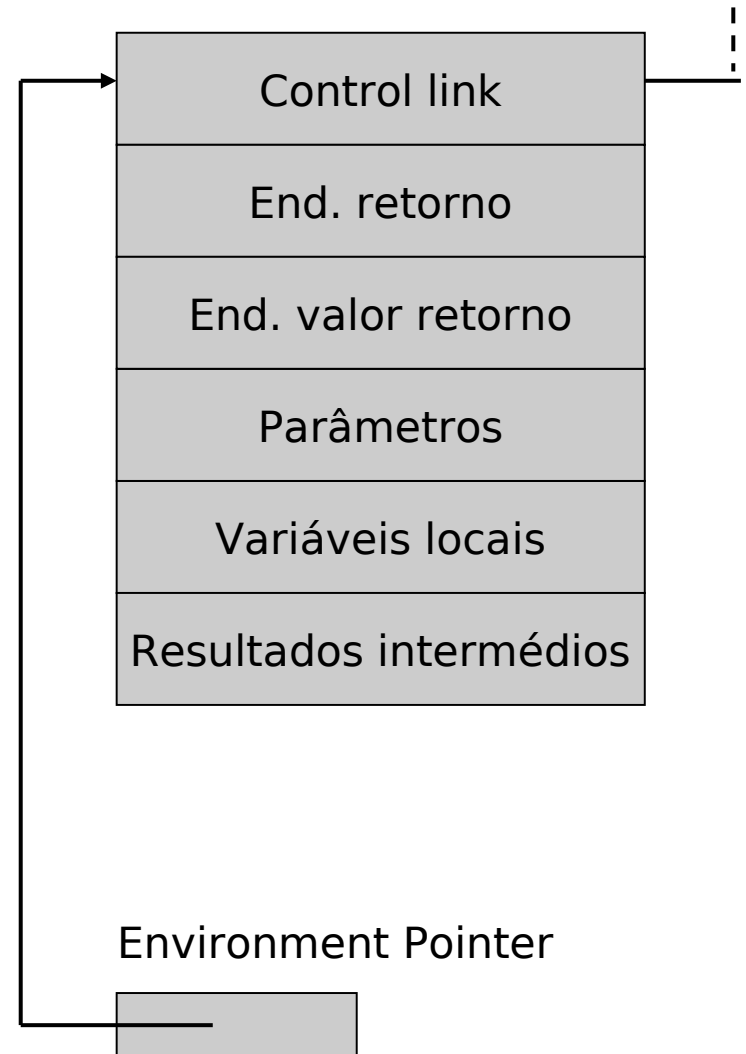 Control link
End. retorno
End. valor retorno
Parâmetros
Variáveis locais
Resultados intermédios
Environment Pointer